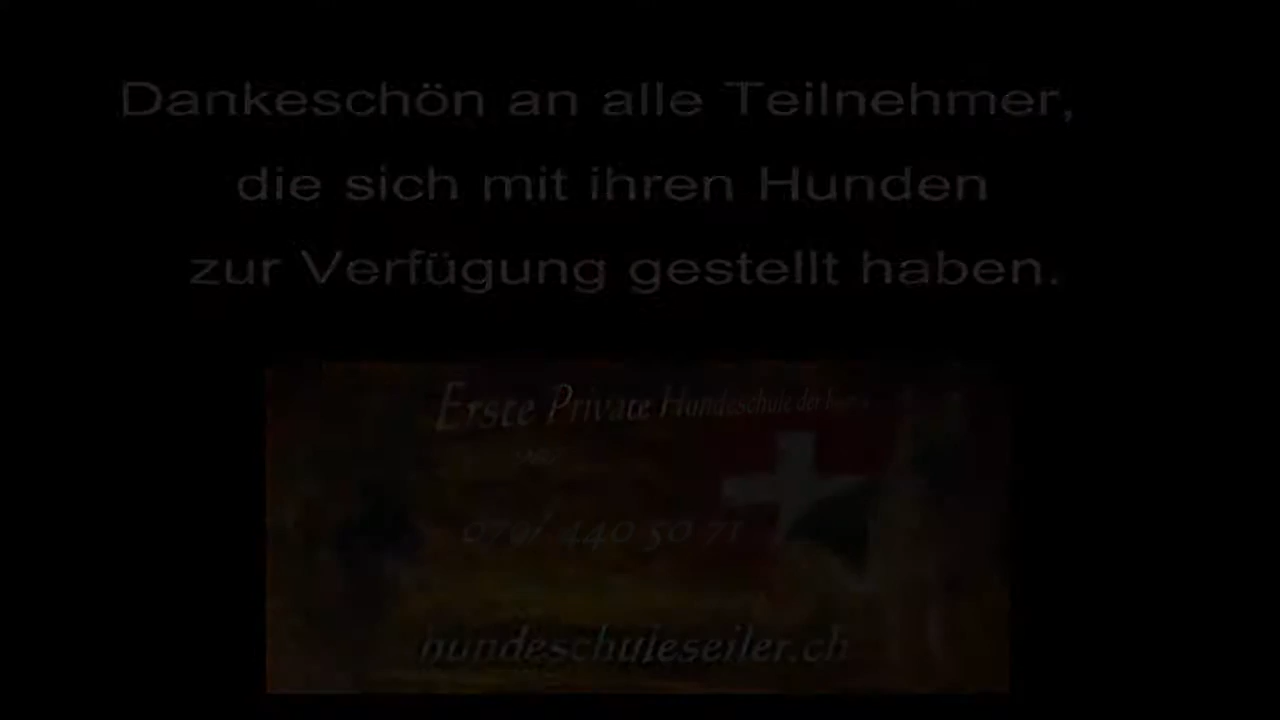 Dankeschön an alle Teilnehmer,
die sich mit ihren Hunden
zur Verfügung gestellt haben.
Erste Private Hundeschule der
079/ 440 50 71
hundeschuleseiler.ch